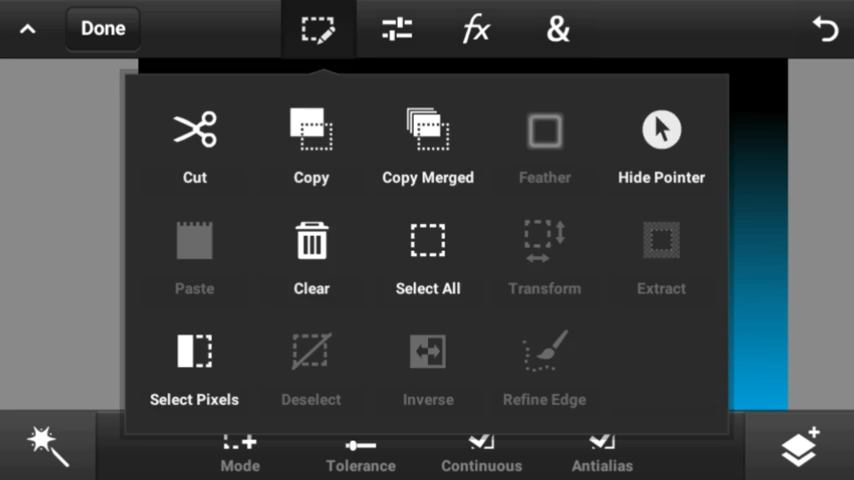 Done fx &
Cut Copy Copy Merged Feather Hide Pointer
Paste Clear Select All Transform Extract
Select Pixels Deselect Inverse Refine Edge
Mode Tolerance Continuous Antialias